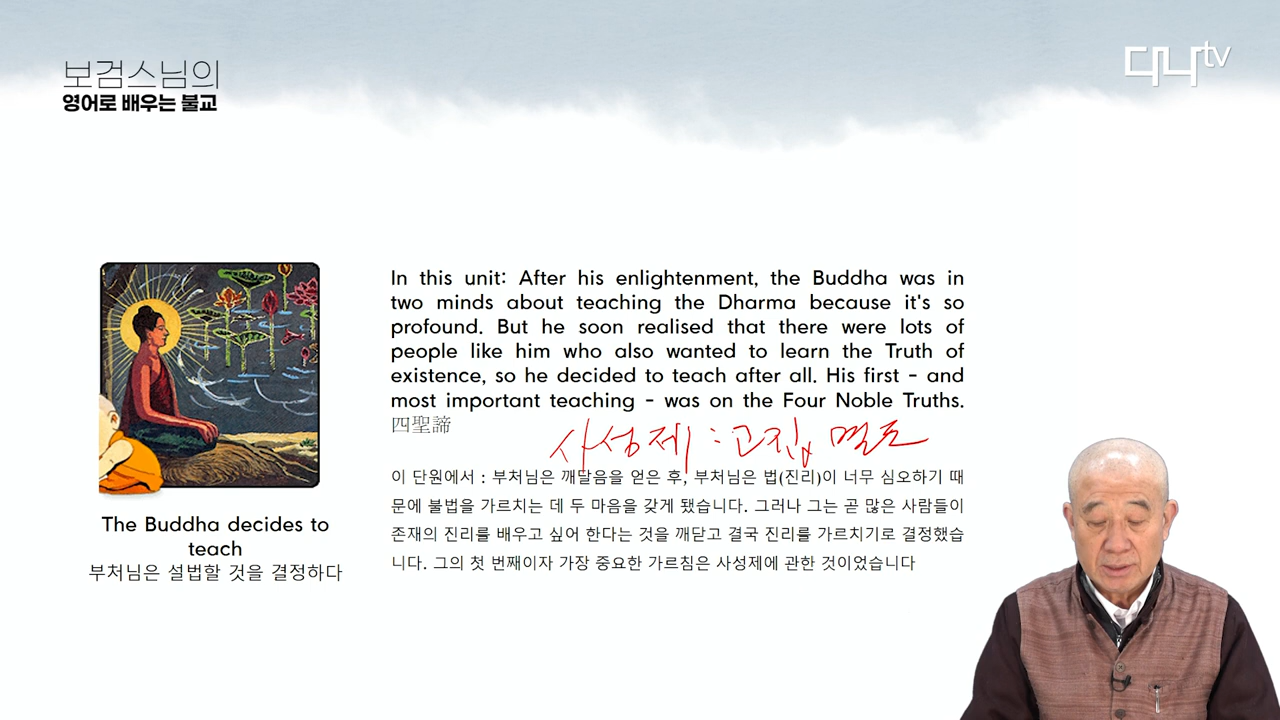 보검스님의
영어로 배우는 불교
다나tv
In this unit: After his enlightenment, the Buddha was in
two minds about teaching the Dharma because it's so
profound. But he soon realised that there were lots of
people like him who also wanted to learn the Truth of
existence, so he decided to teach after all. His first - and
most important teaching - was on the Four Noble Truths.
四聖諦
사성제 : 고집멸도
이 단원에서 : 부처님은 깨달음을 얻은 후, 부처님은 법(진리)이 너무 심오하기 때
문에 불법을 가르치는 데 두 마음을 갖게 됐습니다. 그러나 그는 곧 많은 사람들이
존재의 진리를 배우고 싶어 한다는 것을 깨닫고 결국 진리를 가르치기로 결정했습
니다. 그의 첫 번째이자 가장 중요한 가르침은 사성제에 관한 것이었습니다
The Buddha decides to
teach
부처님은 설법할 것을 결정하다